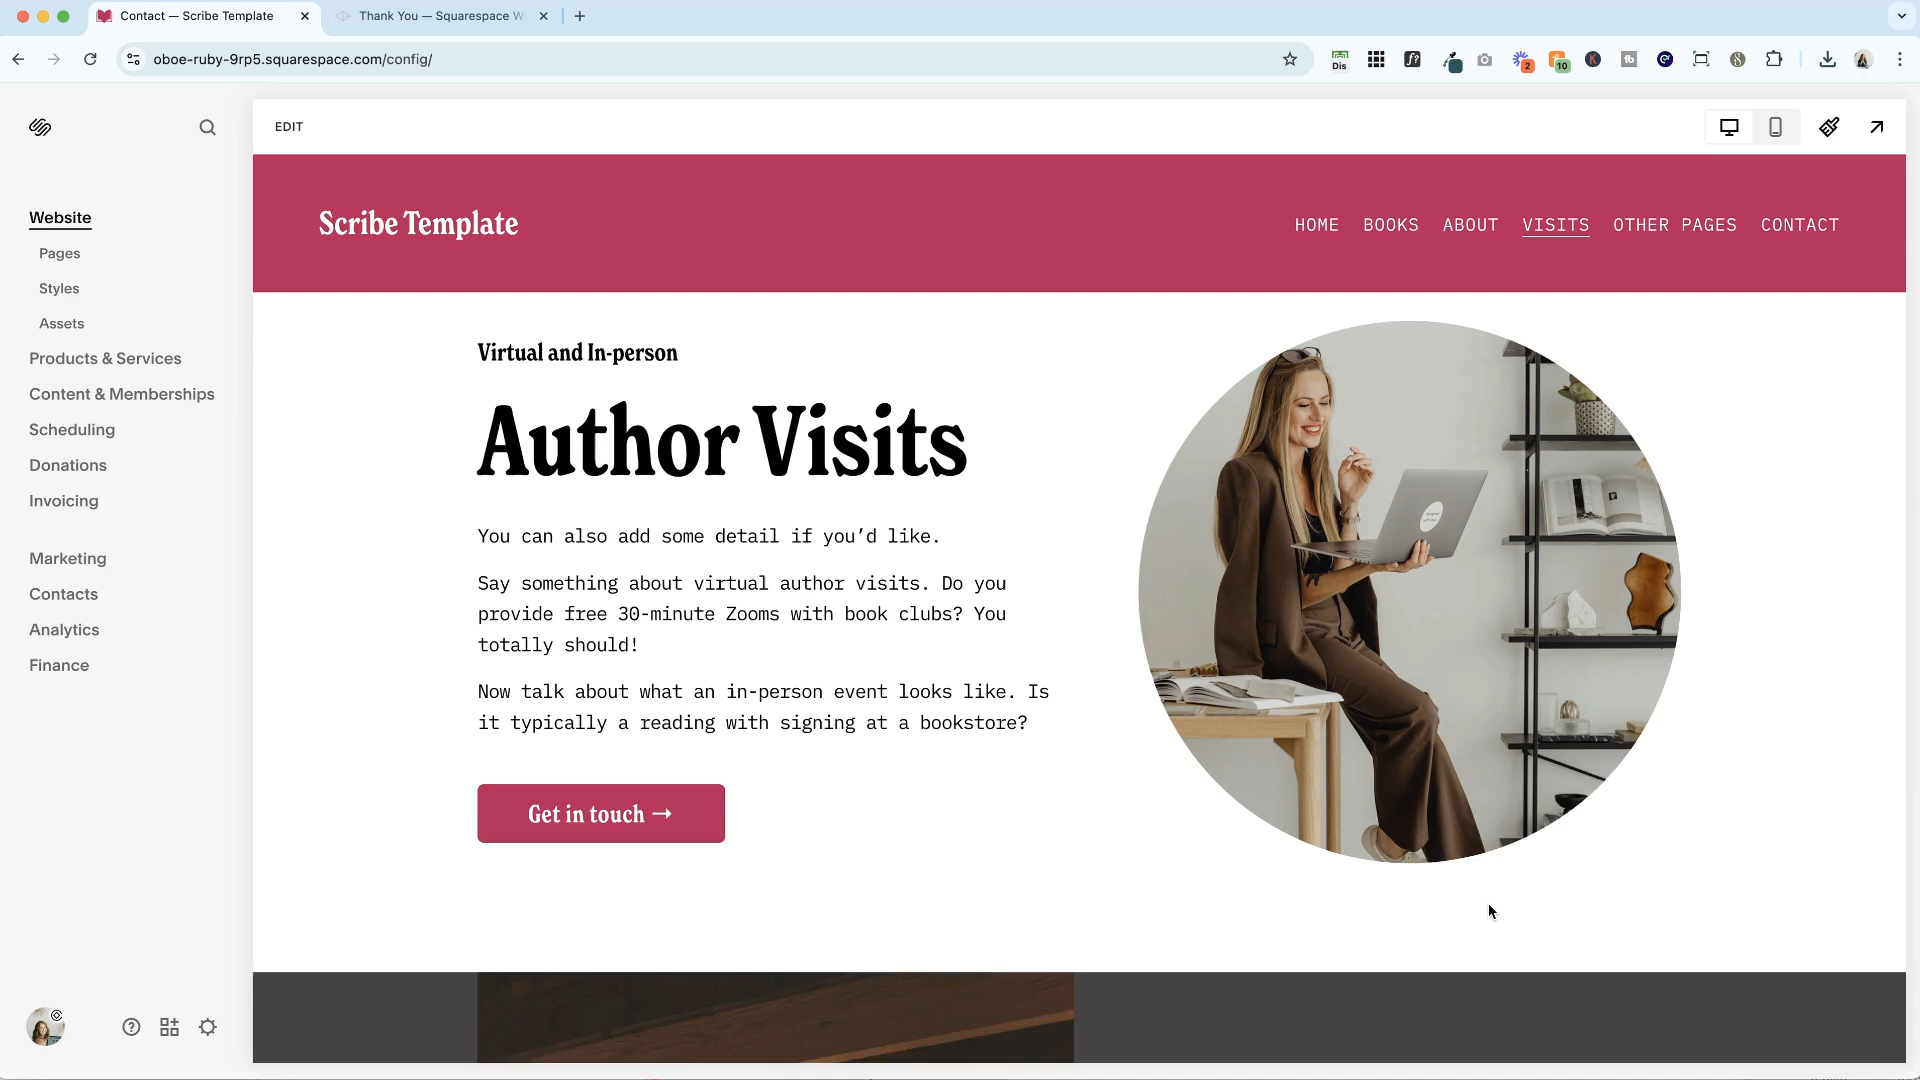 Contact — Scribe Template
Thank You — Squarespace W
oboe-ruby-9rp5.squarespace.com/config/
Dis
f?
2
10
K
tb
EDIT
Website
Pages
Styles
Assets
Products & Services
Content & Memberships
Scheduling
Donations
Invoicing
Marketing
Contacts
Analytics
Finance
Scribe Template
HOME BOOKS ABOUT VISITS OTHER PAGES CONTACT
Virtual and In-person
Author Visits
You can also add some detail if you’d like.
Say something about virtual author visits. Do you
provide free 30-minute Zooms with book clubs? You
totally should!
Now talk about what an in-person event looks like. Is
it typically a reading with signing at a bookstore?
Get in touch →